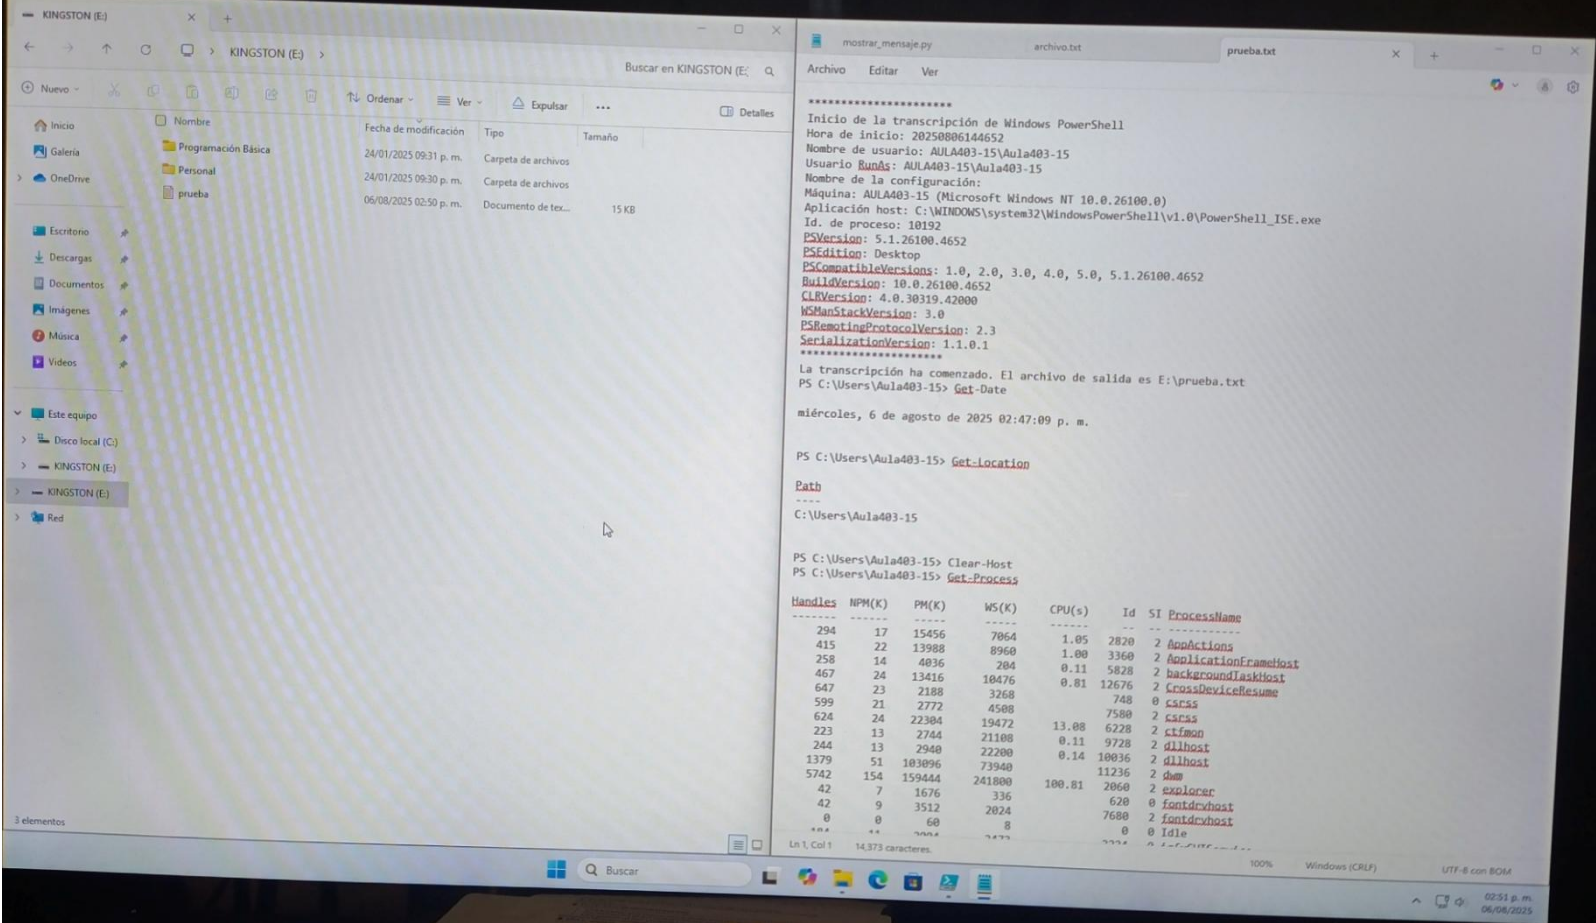 KINGSTON (E:)
KINGSTON (E:)
Buscar en KINGSTON (E:
Nuevo
Ordenar
Ver
Expulsar
Detalles
Inicio
Galería
OneDrive
Escritorio
Descargas
Documentos
Imágenes
Música
Videos
Este equipo
Disco local (C:)
KINGSTON (E:)
KINGSTON (E:)
Red
Nombre Fecha de modificación Tipo Tamaño
Programación Básica 24/01/2025 09:31 p. m. Carpeta de archivos
Personal 24/01/2025 09:30 p. m. Carpeta de archivos
prueba 06/08/2025 02:50 p. m. Documento de tex... 15 KB
3 elementos
mostrar_mensaje.py archivo.txt prueba.txt
Archivo Editar Ver
**********************
Inicio de la transcripción de Windows PowerShell
Hora de inicio: 20250806144652
Nombre de usuario: AULA403-15\Aula403-15
Usuario RunAs: AULA403-15\Aula403-15
Nombre de la configuración:
Máquina: AULA403-15 (Microsoft Windows NT 10.0.26100.0)
Aplicación host: C:\WINDOWS\system32\WindowsPowerShell\v1.0\PowerShell_ISE.exe
Id. de proceso: 10192
PSVersion: 5.1.26100.4652
PSEdition: Desktop
PSCompatibleVersions: 1.0, 2.0, 3.0, 4.0, 5.0, 5.1.26100.4652
BuildVersion: 10.0.26100.4652
CLRVersion: 4.0.30319.42000
WSManStackVersion: 3.0
PSRemotingProtocolVersion: 2.3
SerializationVersion: 1.1.0.1
**********************
La transcripción ha comenzado. El archivo de salida es E:\prueba.txt
PS C:\Users\Aula403-15> Get-Date
miércoles, 6 de agosto de 2025 02:47:09 p. m.
PS C:\Users\Aula403-15> Get-Location
Path
----
C:\Users\Aula403-15
PS C:\Users\Aula403-15> Clear-Host
PS C:\Users\Aula403-15> Get-Process
Handles NPM(K) PM(K) WS(K) CPU(s) Id SI ProcessName
------- ------ ----- ----- ------ -- -- -----------
294 17 15456 7064 1.05 2820 2 AppActions
415 22 13988 8960 1.00 3360 2 ApplicationFrameHost
258 14 4036 204 0.11 5828 2 backgroundTaskHost
467 24 13416 10476 0.81 12676 2 CrossDeviceResume
647 23 2188 3268 748 0 csrss
599 21 2772 4508 7580 2 csrss
624 24 22304 19472 13.08 6228 2 ctfmon
223 13 2744 21108 0.11 9728 2 dllhost
244 13 2940 22200 0.14 10036 2 dllhost
1379 51 103096 73940 11236 2 dwm
5742 154 159444 241800 100.81 2060 2 explorer
42 7 1676 336 620 0 fontdrvhost
42 9 3512 2024 7680 2 fontdrvhost
0 0 60 8 0 0 Idle
Ln 1, Col 1 14,373 caracteres. 100% Windows (CRLF) UTF-8 con BOM
Buscar
02:51 p. m.
06/08/2025